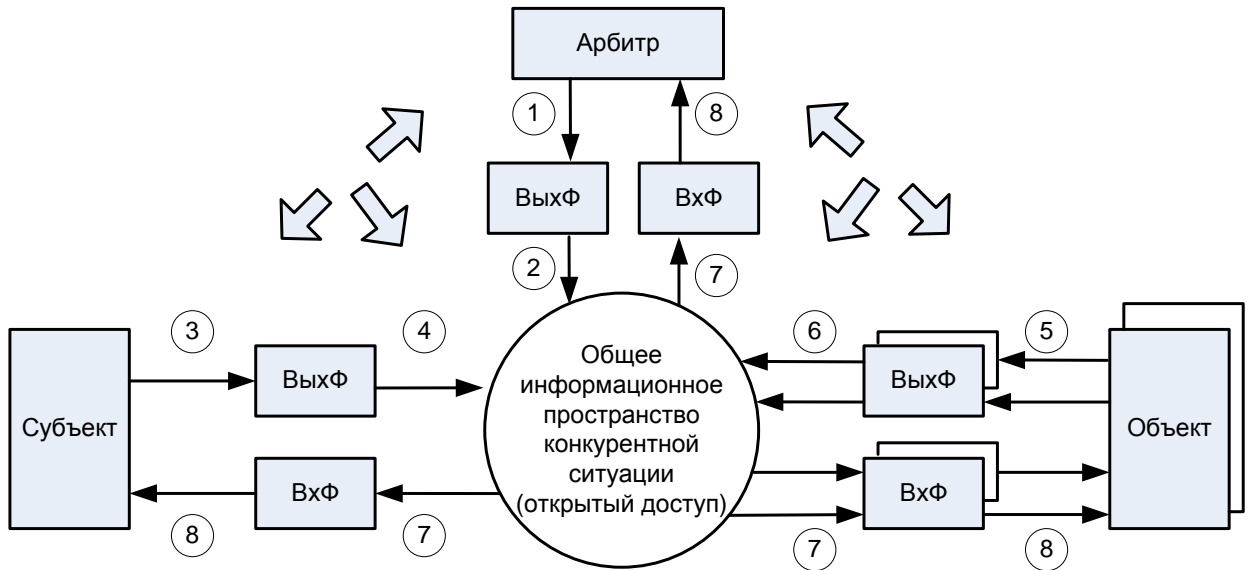 Арбитр
1
8
ВыхФ
ВхФ
2
7
3
4
6
5
Субъект
ВыхФ
Общее
информационное
пространство
конкурентной
ситуации
(открытый доступ)
ВыхФ
Объект
ВхФ
ВхФ
8
7
7
8